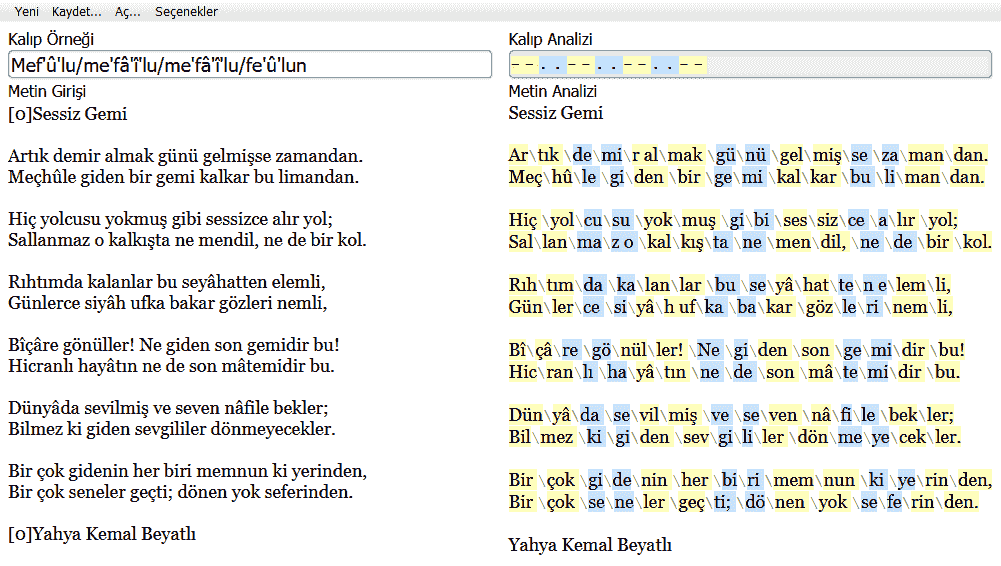 Yeni Kaydet... Aç... Seçenekler
Kalıp Örneği
Mef'û'lu/me'fâ'î'lu/me'fâ'î'lu/fe'û'lun
Metin Girişi
[0]Sessiz Gemi
Artık demir almak günü gelmişse zamandan.
Meçhûle giden bir gemi kalkar bu limandan.
Hiç yolcusu yokmuş gibi sessizce alır yol;
Sallanmaz o kalkışta ne mendil, ne de bir kol.
Rıhtımda kalanlar bu seyâhatten elemli,
Günlerce siyâh ufka bakar gözleri nemli,
Bîçâre gönüller! Ne giden son gemidir bu!
Hicranlı hayâtın ne de son mâtemidir bu.
Dünyâda sevilmiş ve seven nâfile bekler;
Bilmez ki giden sevgililer dönmeyecekler.
Bir çok gidenin her biri memnun ki yerinden,
Bir çok seneler geçti; dönen yok seferinden.
[0]Yahya Kemal Beyatlı
Kalıp Analizi
- - . . - - . . - - . . - -
Metin Analizi
Sessiz Gemi
Ar\tık \de\mi\r al\mak \gü\nü \gel\miş\se \za\man\dan.
Meç\hû\le \gi\den \bir \ge\mi \kal\kar \bu \li\man\dan.
Hiç \yol\cu\su \yok\muş \gi\bi \ses\siz\ce \a\lır \yol;
Sal\lan\ma\z o \kal\kış\ta \ne \men\dil, \ne \de \bir \kol.
Rıh\tım\da \ka\lan\lar \bu \se\yâ\hat\te\n e\lem\li,
Gün\ler\ce \si\yâ\h uf\ka \ba\kar \göz\le\ri \nem\li,
Bî\çâ\re \gö\nül\ler! \Ne \gi\den \son \ge\mi\dir \bu!
Hic\ran\lı \ha\yâ\tın \ne \de \son \mâ\te\mi\dir \bu.
Dün\yâ\da \se\vil\miş \ve \se\ven \nâ\fi\le \bek\ler;
Bil\mez \ki \gi\den \sev\gi\li\ler \dön\me\ye\cek\ler.
Bir \çok \gi\de\nin \her \bi\ri \mem\nun \ki \ye\rin\den,
Bir \çok \se\ne\ler \geç\ti; \dö\nen \yok \se\fe\rin\den.
Yahya Kemal Beyatlı